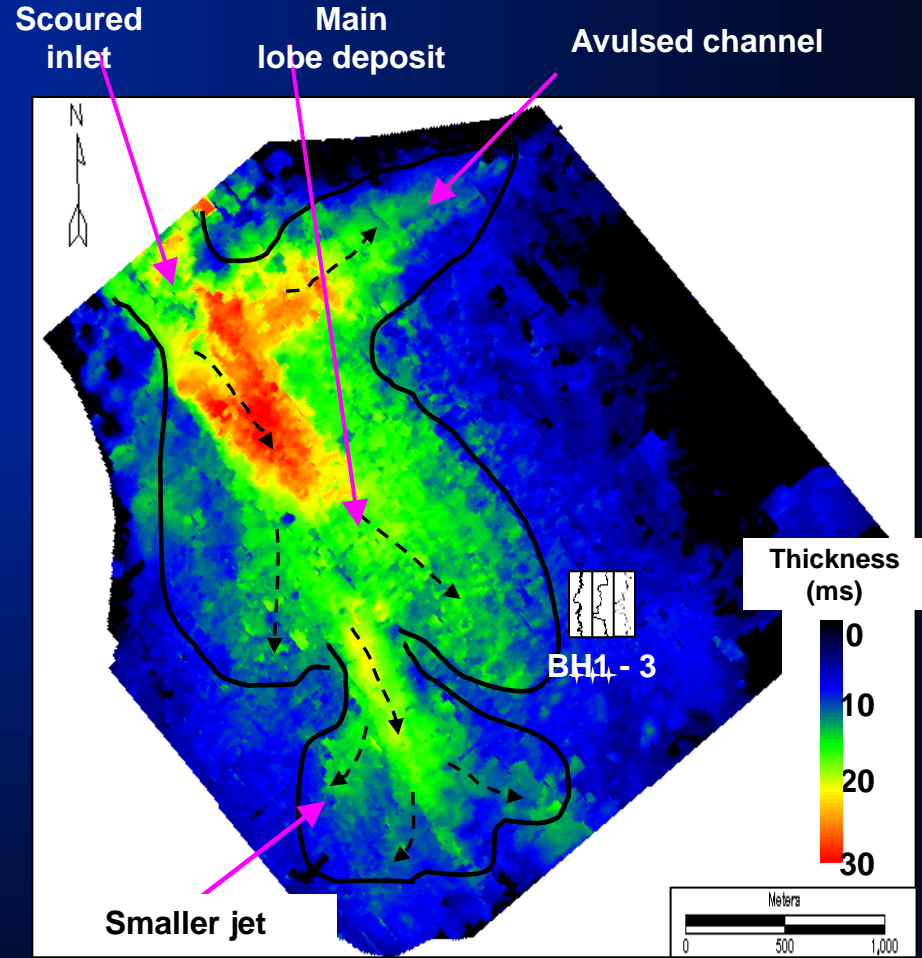 Scoured
inlet
Main
lobe deposit
Avulsed channel
N
Thickness
(ms)
0
10
20
30
BH1 - 3
Smaller jet
Meters
0 500 1,000